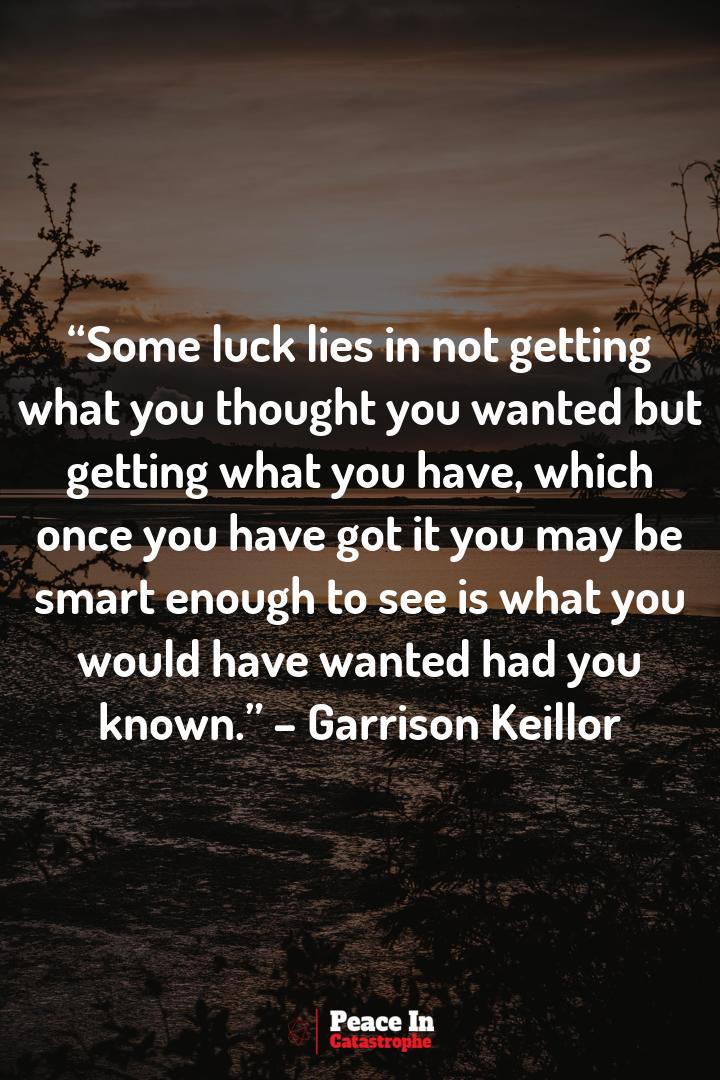 “Some luck lies in not getting
what you thought you wanted but
getting what you have, which
once you have got it you may be
smart enough to see is what you
would have wanted had you
known.” – Garrison Keillor
Peace In
Catastrophe